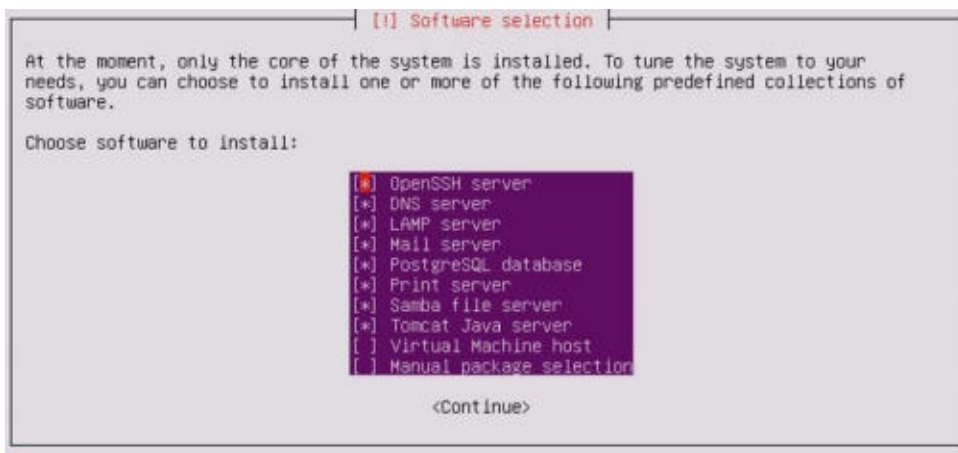 [!] Software selection
At the moment, only the core of the system is installed. To tune the system to your
needs, you can choose to install one or more of the following predefined collections of
software.
Choose software to install:
[*] OpenSSH server
[*] DNS server
[*] LAMP server
[*] Mail server
[*] PostgreSQL database
[*] Print server
[*] Samba file server
[*] Tomcat Java server
[ ] Virtual Machine host
[ ] Manual package selection
<Continue>